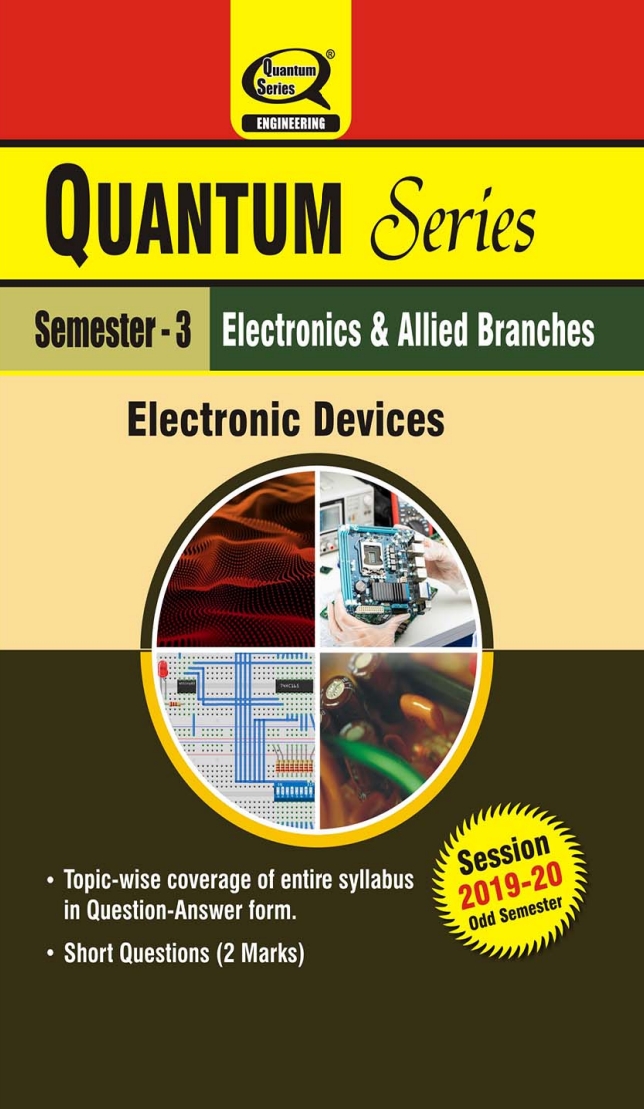 Quantum
Series
®
ENGINEERING
QUANTUM Series
Semester - 3
Electronics & Allied Branches
Electronic Devices
• Topic-wise coverage of entire syllabus
in Question-Answer form.
• Short Questions (2 Marks)
Session
2019-20
Odd Semester